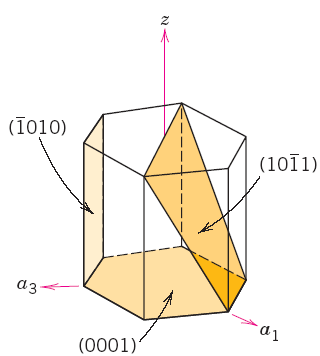 z
(1̅010)
(101̅1)
a₃
a₁
(0001)